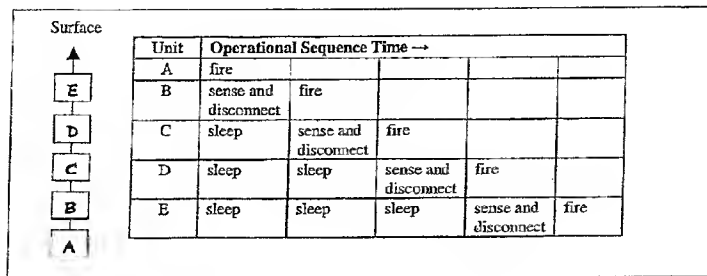 Surface
E
D
C
B
A
Unit Operational Sequence Time →
A fire
B sense and disconnect fire
C sleep sense and disconnect fire
D sleep sleep sense and disconnect fire
E sleep sleep sleep sense and disconnect fire